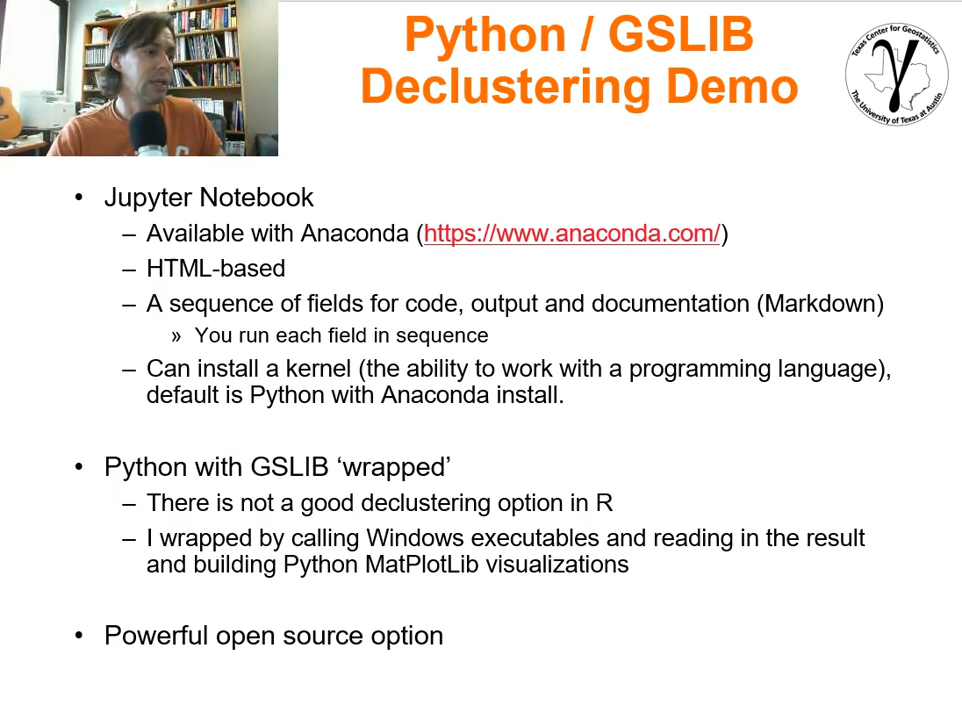 Python / GSLIB
Declustering Demo
Texas Center for Geostatistics
γ
The University of Texas at Austin
• Jupyter Notebook
– Available with Anaconda (https://www.anaconda.com/)
– HTML-based
– A sequence of fields for code, output and documentation (Markdown)
» You run each field in sequence
– Can install a kernel (the ability to work with a programming language),
default is Python with Anaconda install.
• Python with GSLIB ‘wrapped’
– There is not a good declustering option in R
– I wrapped by calling Windows executables and reading in the result
and building Python MatPlotLib visualizations
• Powerful open source option